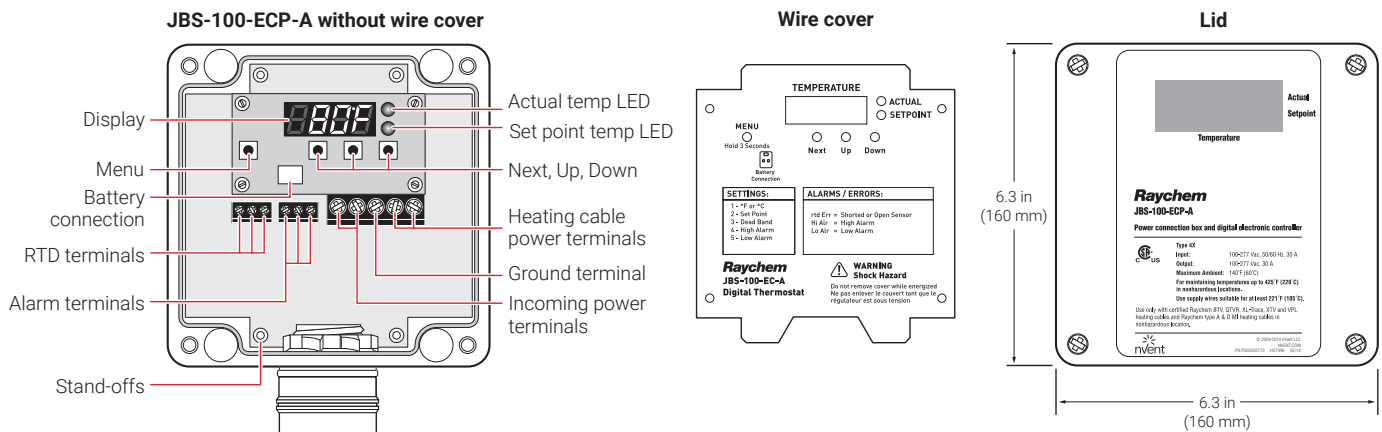 JBS-100-ECP-A without wire cover
Display
Menu
Battery
connection
RTD terminals
Alarm terminals
Stand-offs
80°F
Actual temp LED
Set point temp LED
Next, Up, Down
Heating cable
power terminals
Ground terminal
Incoming power
terminals
Wire cover
TEMPERATURE
ACTUAL
SETPOINT
MENU
Hold 3 Seconds
Next Up Down
Battery
Connection
SETTINGS:
1 - °F or °C
2 - Set Point
3 - Dead Band
4 - High Alarm
5 - Low Alarm
ALARMS / ERRORS:
rtd Err = Shorted or Open Sensor
Hi Alr = High Alarm
Lo Alr = Low Alarm
Raychem
JBS-100-EC-A
Digital Thermostat
WARNING
Shock Hazard
Do not remove cover while energized
Ne pas enlever le couvert tant que le
régulateur est sous tension
Lid
6.3 in
(160 mm)
Actual
Setpoint
Temperature
Raychem
JBS-100-ECP-A
Power connection box and digital electronic controller
C US
Type 4X
Input: 100-277 Vac, 50/60 Hz, 30 A
Output: 100-277 Vac, 30 A
Maximum Ambient: 140°F (60°C)
For maintaining temperatures up to 425°F (220°C)
in nonhazardous locations.
Use supply wires suitable for at least 221°F (105°C).
Use only with certified Raychem BTV, QTVR, XL-Trace, XTV and VPL
heating cables and Raychem type A & D MI heating cables in
nonhazardous location.
nvent
© 2004-2014 nVent LLC
NVENT.COM
6.3 in
(160 mm)